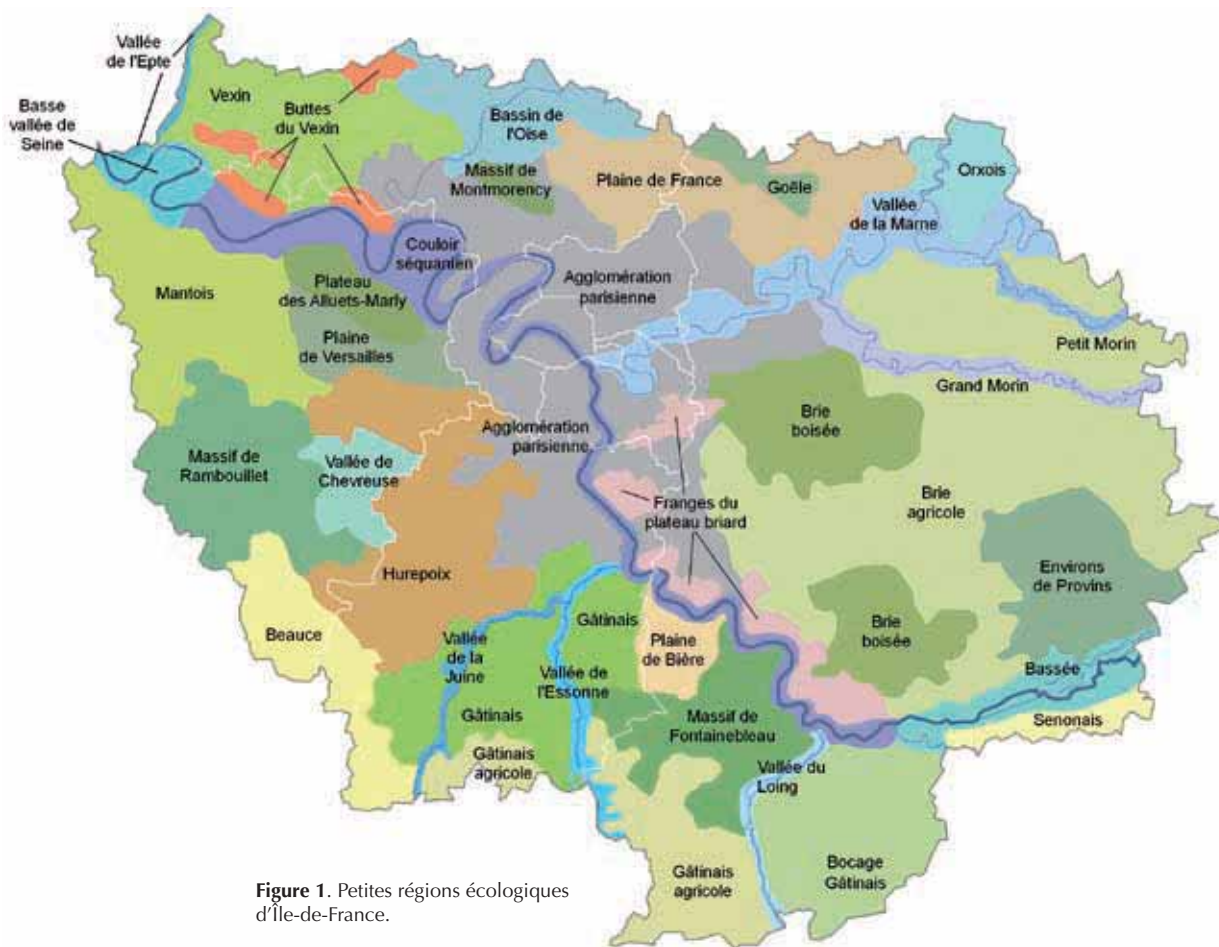 Vallée
de l'Epte
Vexin
Basse
vallée de
Seine
Buttes
du Vexin
Bassin de
l'Oise
Massif de
Montmorency
Plaine de France
Goële
Orxois
Vallée
de la Marne
Couloir
séquanien
Agglomération
parisienne
Mantois
Plateau
des Alluets-Marly
Plaine
de Versailles
Petit Morin
Grand Morin
Brie
boisée
Agglomération
parisienne
Massif de
Rambouillet
Vallée de
Chevreuse
Franges du
plateau briard
Brie
agricole
Hurepoix
Environs
de Provins
Beauce
Gâtinais
Brie
boisée
Vallée
de la
Juine
Plaine
de Bière
Vallée de
l'Essonne
Bassée
Gâtinais
Massif de
Fontainebleau
Senonais
Gâtinais
agricole
Vallée du
Loing
Gâtinais
agricole
Bocage
Gâtinais
Figure 1. Petites régions écologiques
d'Île-de-France.